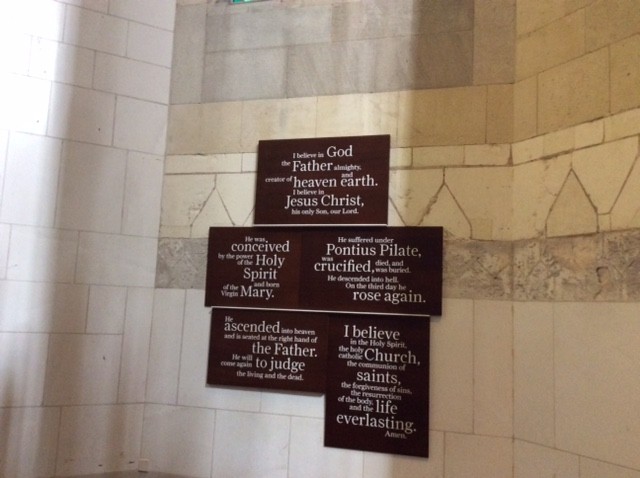 I believe in God
the Father almighty,
and
creator of heaven earth.
I believe in
Jesus Christ,
his only Son, our Lord.
He was
conceived
by the power
of the Holy
Spirit
and born
of the
Virgin Mary.
He suffered under
Pontius Pilate,
was
crucified, died, and
was buried.
He descended into hell.
On the third day he
rose again.
He
ascended into heaven
and is seated at the right hand of
the Father.
He will
come again to judge
the living and the dead.
I believe
in the Holy Spirit,
the holy
catholic Church,
the communion of
saints,
the forgiveness of sins,
the resurrection
of the body,
and the life
everlasting.
Amen.